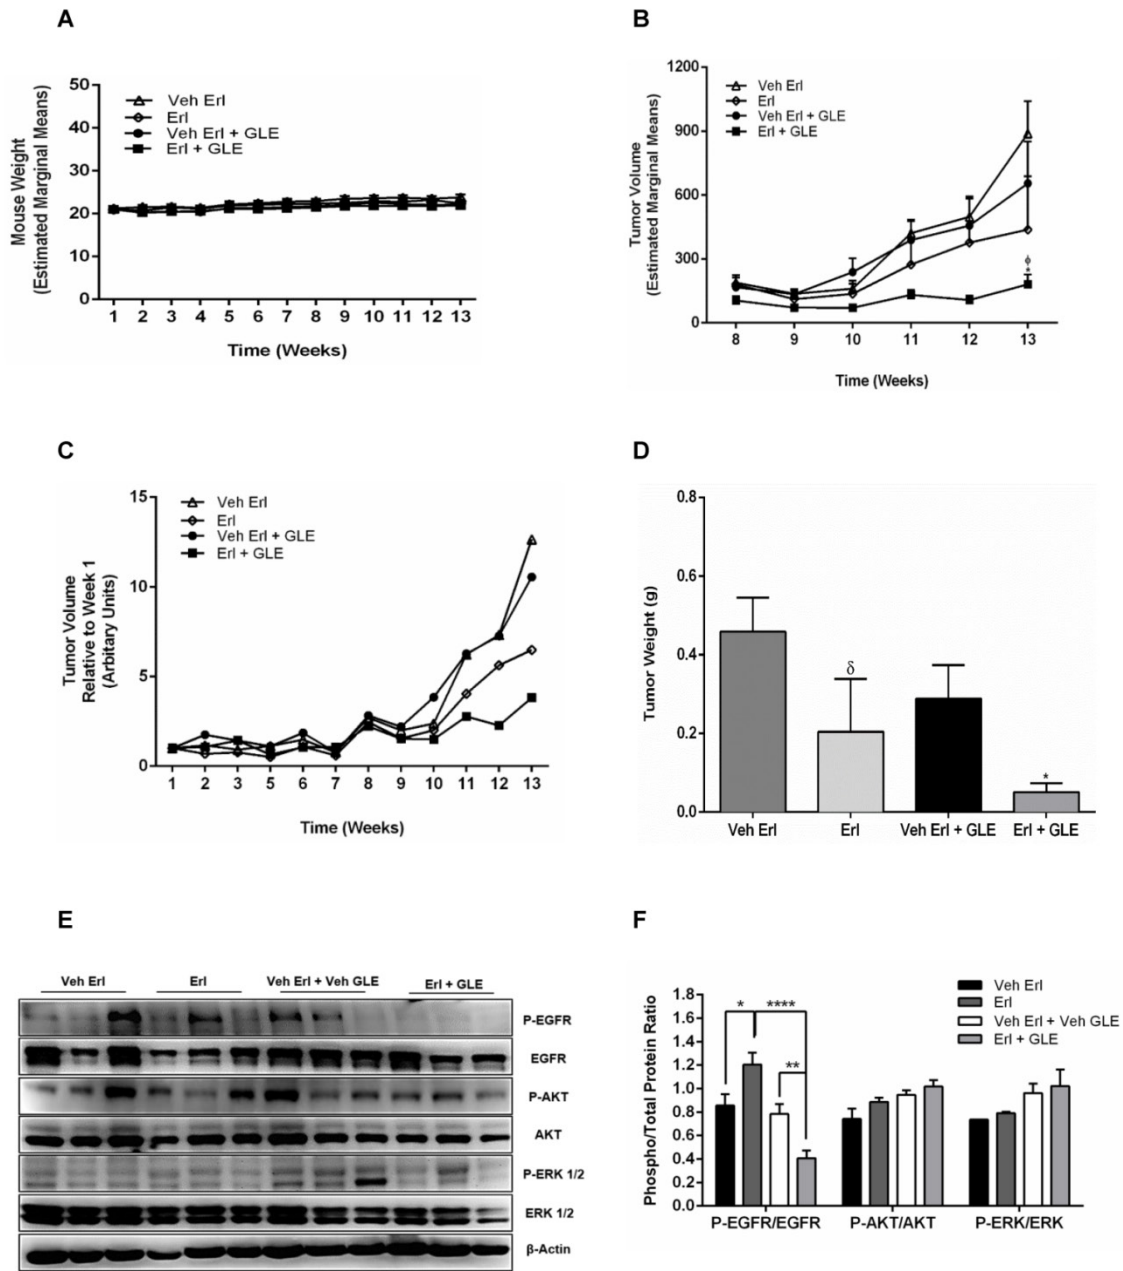 A
Mouse Weight
(Estimated Marginal Means)
50
40
30
20
10
0
Veh Erl
Erl
Veh Erl + GLE
Erl + GLE
1 2 3 4 5 6 7 8 9 10 11 12 13
Time (Weeks)
B
Tumor Volume
(Estimated Marginal Means)
1200
900
600
300
0
Veh Erl
Erl
Veh Erl + GLE
Erl + GLE
ϕ
*
8 9 10 11 12 13
Time (Weeks)
C
Tumor Volume
Relative to Week 1
(Arbitary Units)
15
10
5
0
Veh Erl
Erl
Veh Erl + GLE
Erl + GLE
1 2 3 5 6 7 8 9 10 11 12 13
Time (Weeks)
D
Tumor Weight (g)
0.8
0.6
0.4
0.2
0.0
δ
*
Veh Erl Erl Veh Erl + GLE Erl + GLE
E
Veh Erl Erl Veh Erl + Veh GLE Erl + GLE
P-EGFR
EGFR
P-AKT
AKT
P-ERK 1/2
ERK 1/2
β-Actin
F
Phospho/Total Protein Ratio
1.8
1.6
1.4
1.2
1.0
0.8
0.6
0.4
0.2
0.0
Veh Erl
Erl
Veh Erl + Veh GLE
Erl + GLE
* ****
**
P-EGFR/EGFR P-AKT/AKT P-ERK/ERK